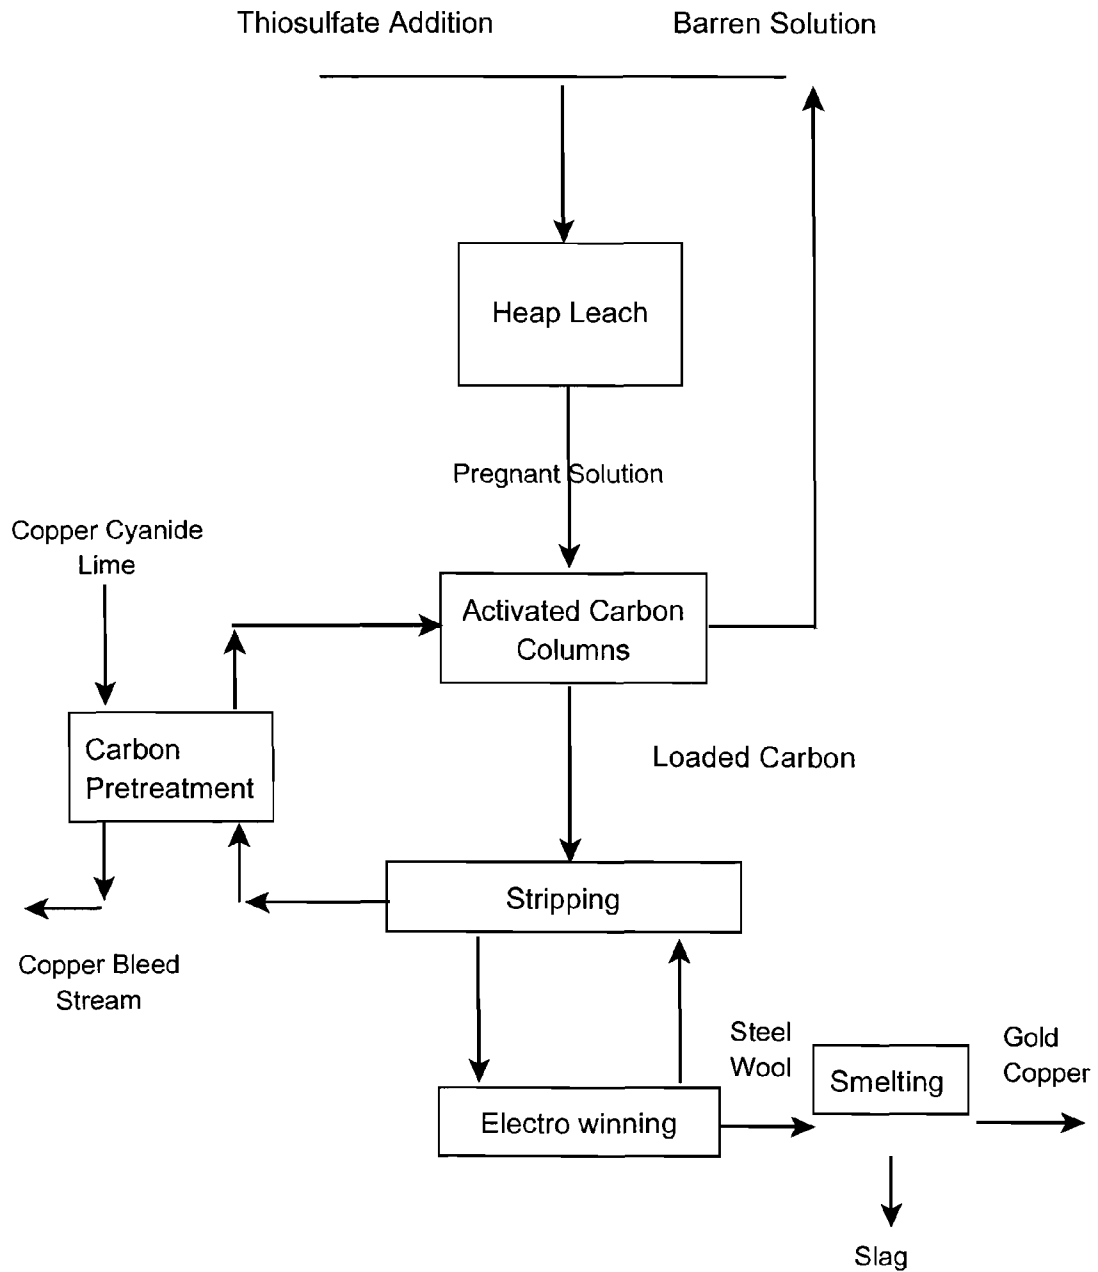 Thiosulfate Addition
Barren Solution
Heap Leach
Pregnant Solution
Copper Cyanide
Lime
Activated Carbon
Columns
Carbon
Pretreatment
Loaded Carbon
Stripping
Copper Bleed
Stream
Steel
Wool
Smelting
Gold
Copper
Electro winning
Slag